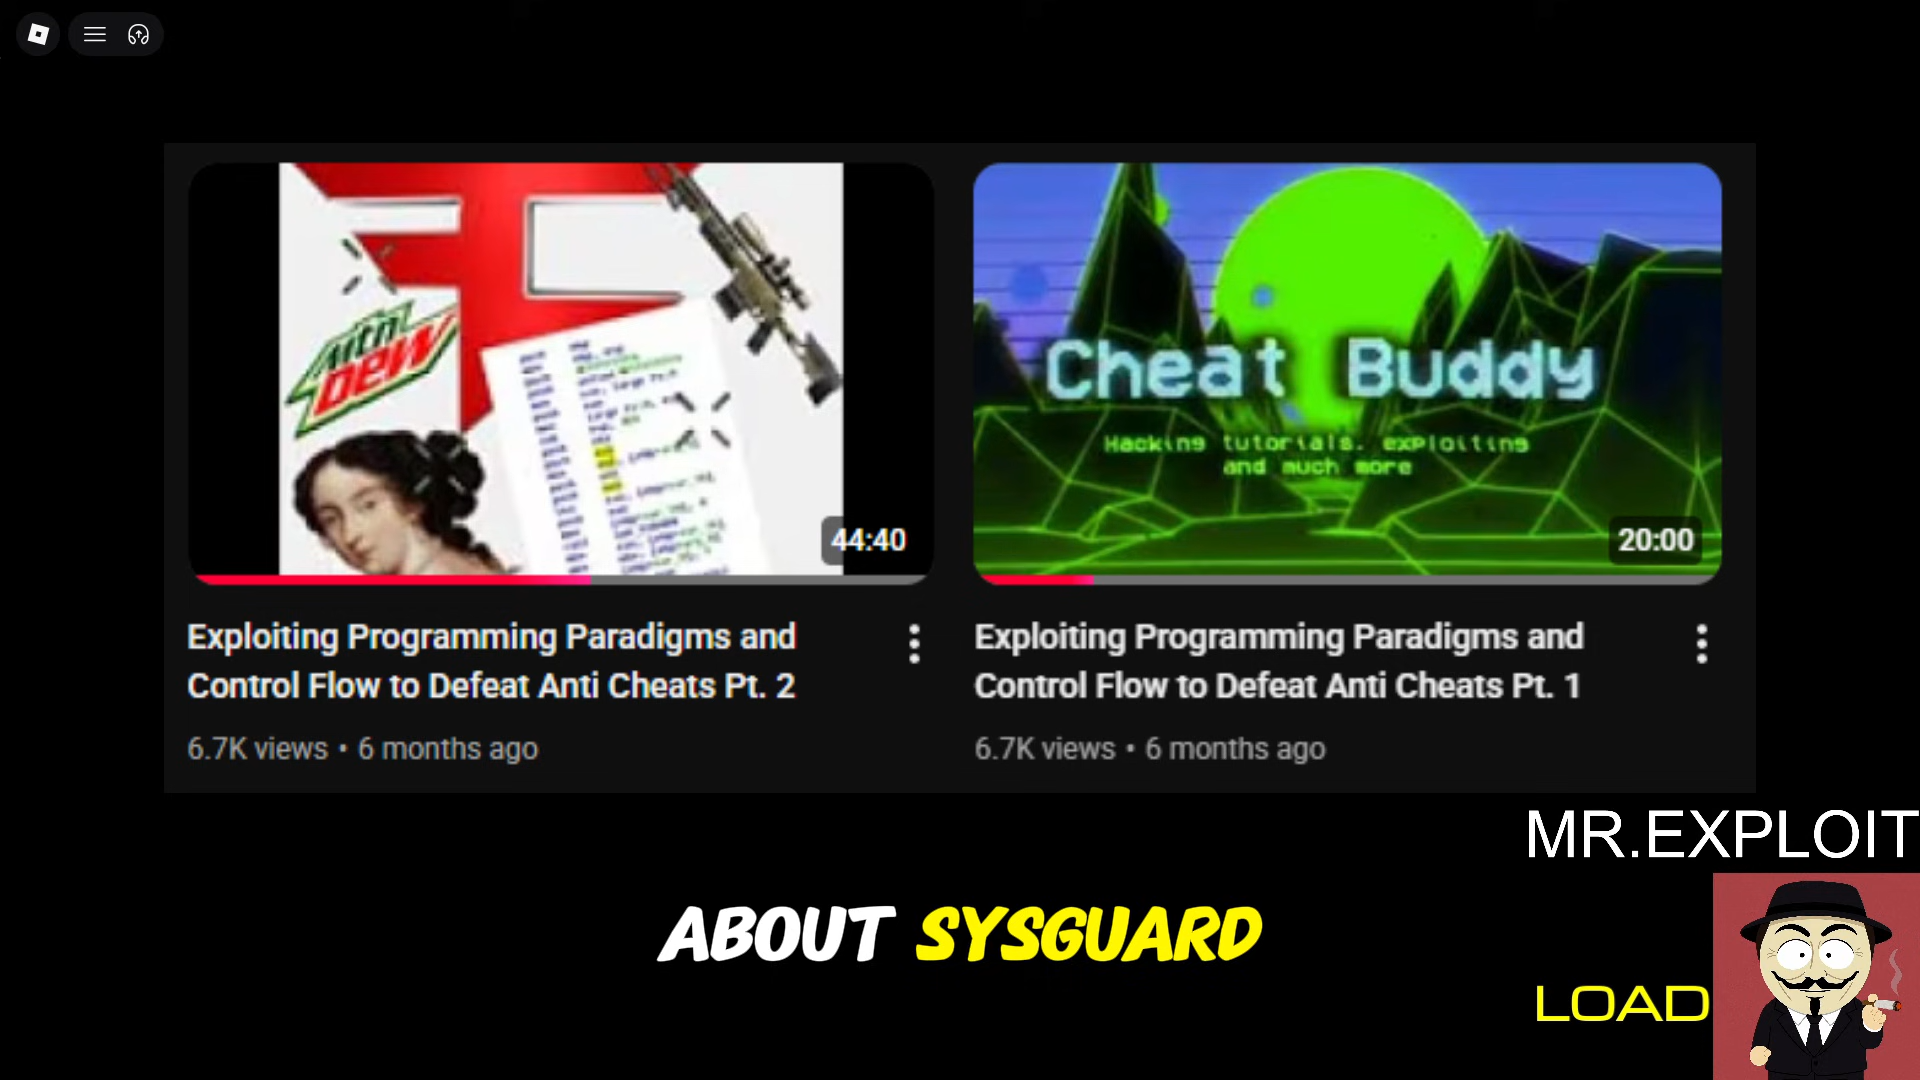 Mtn
Dew
44:40
Cheat Buddy
Hacking tutorials, exploiting
and much more
20:00
Exploiting Programming Paradigms and
Control Flow to Defeat Anti Cheats Pt. 2
6.7K views • 6 months ago
Exploiting Programming Paradigms and
Control Flow to Defeat Anti Cheats Pt. 1
6.7K views • 6 months ago
MR.EXPLOIT
ABOUT SYSGUARD
LOAD